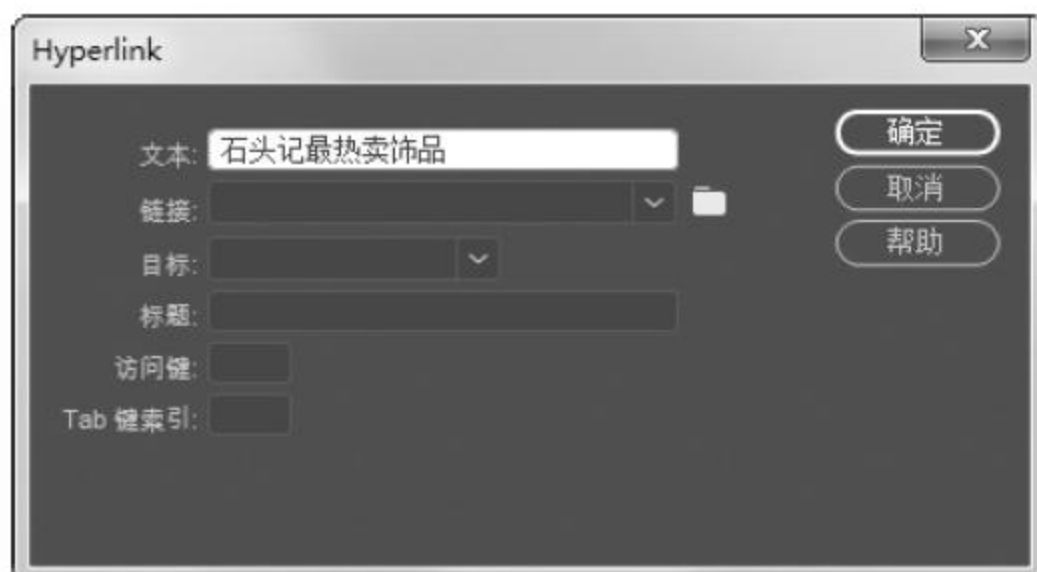 Hyperlink
文本: 石头记最热卖饰品
链接:
目标:
标题:
访问键:
Tab 键索引:
确定
取消
帮助